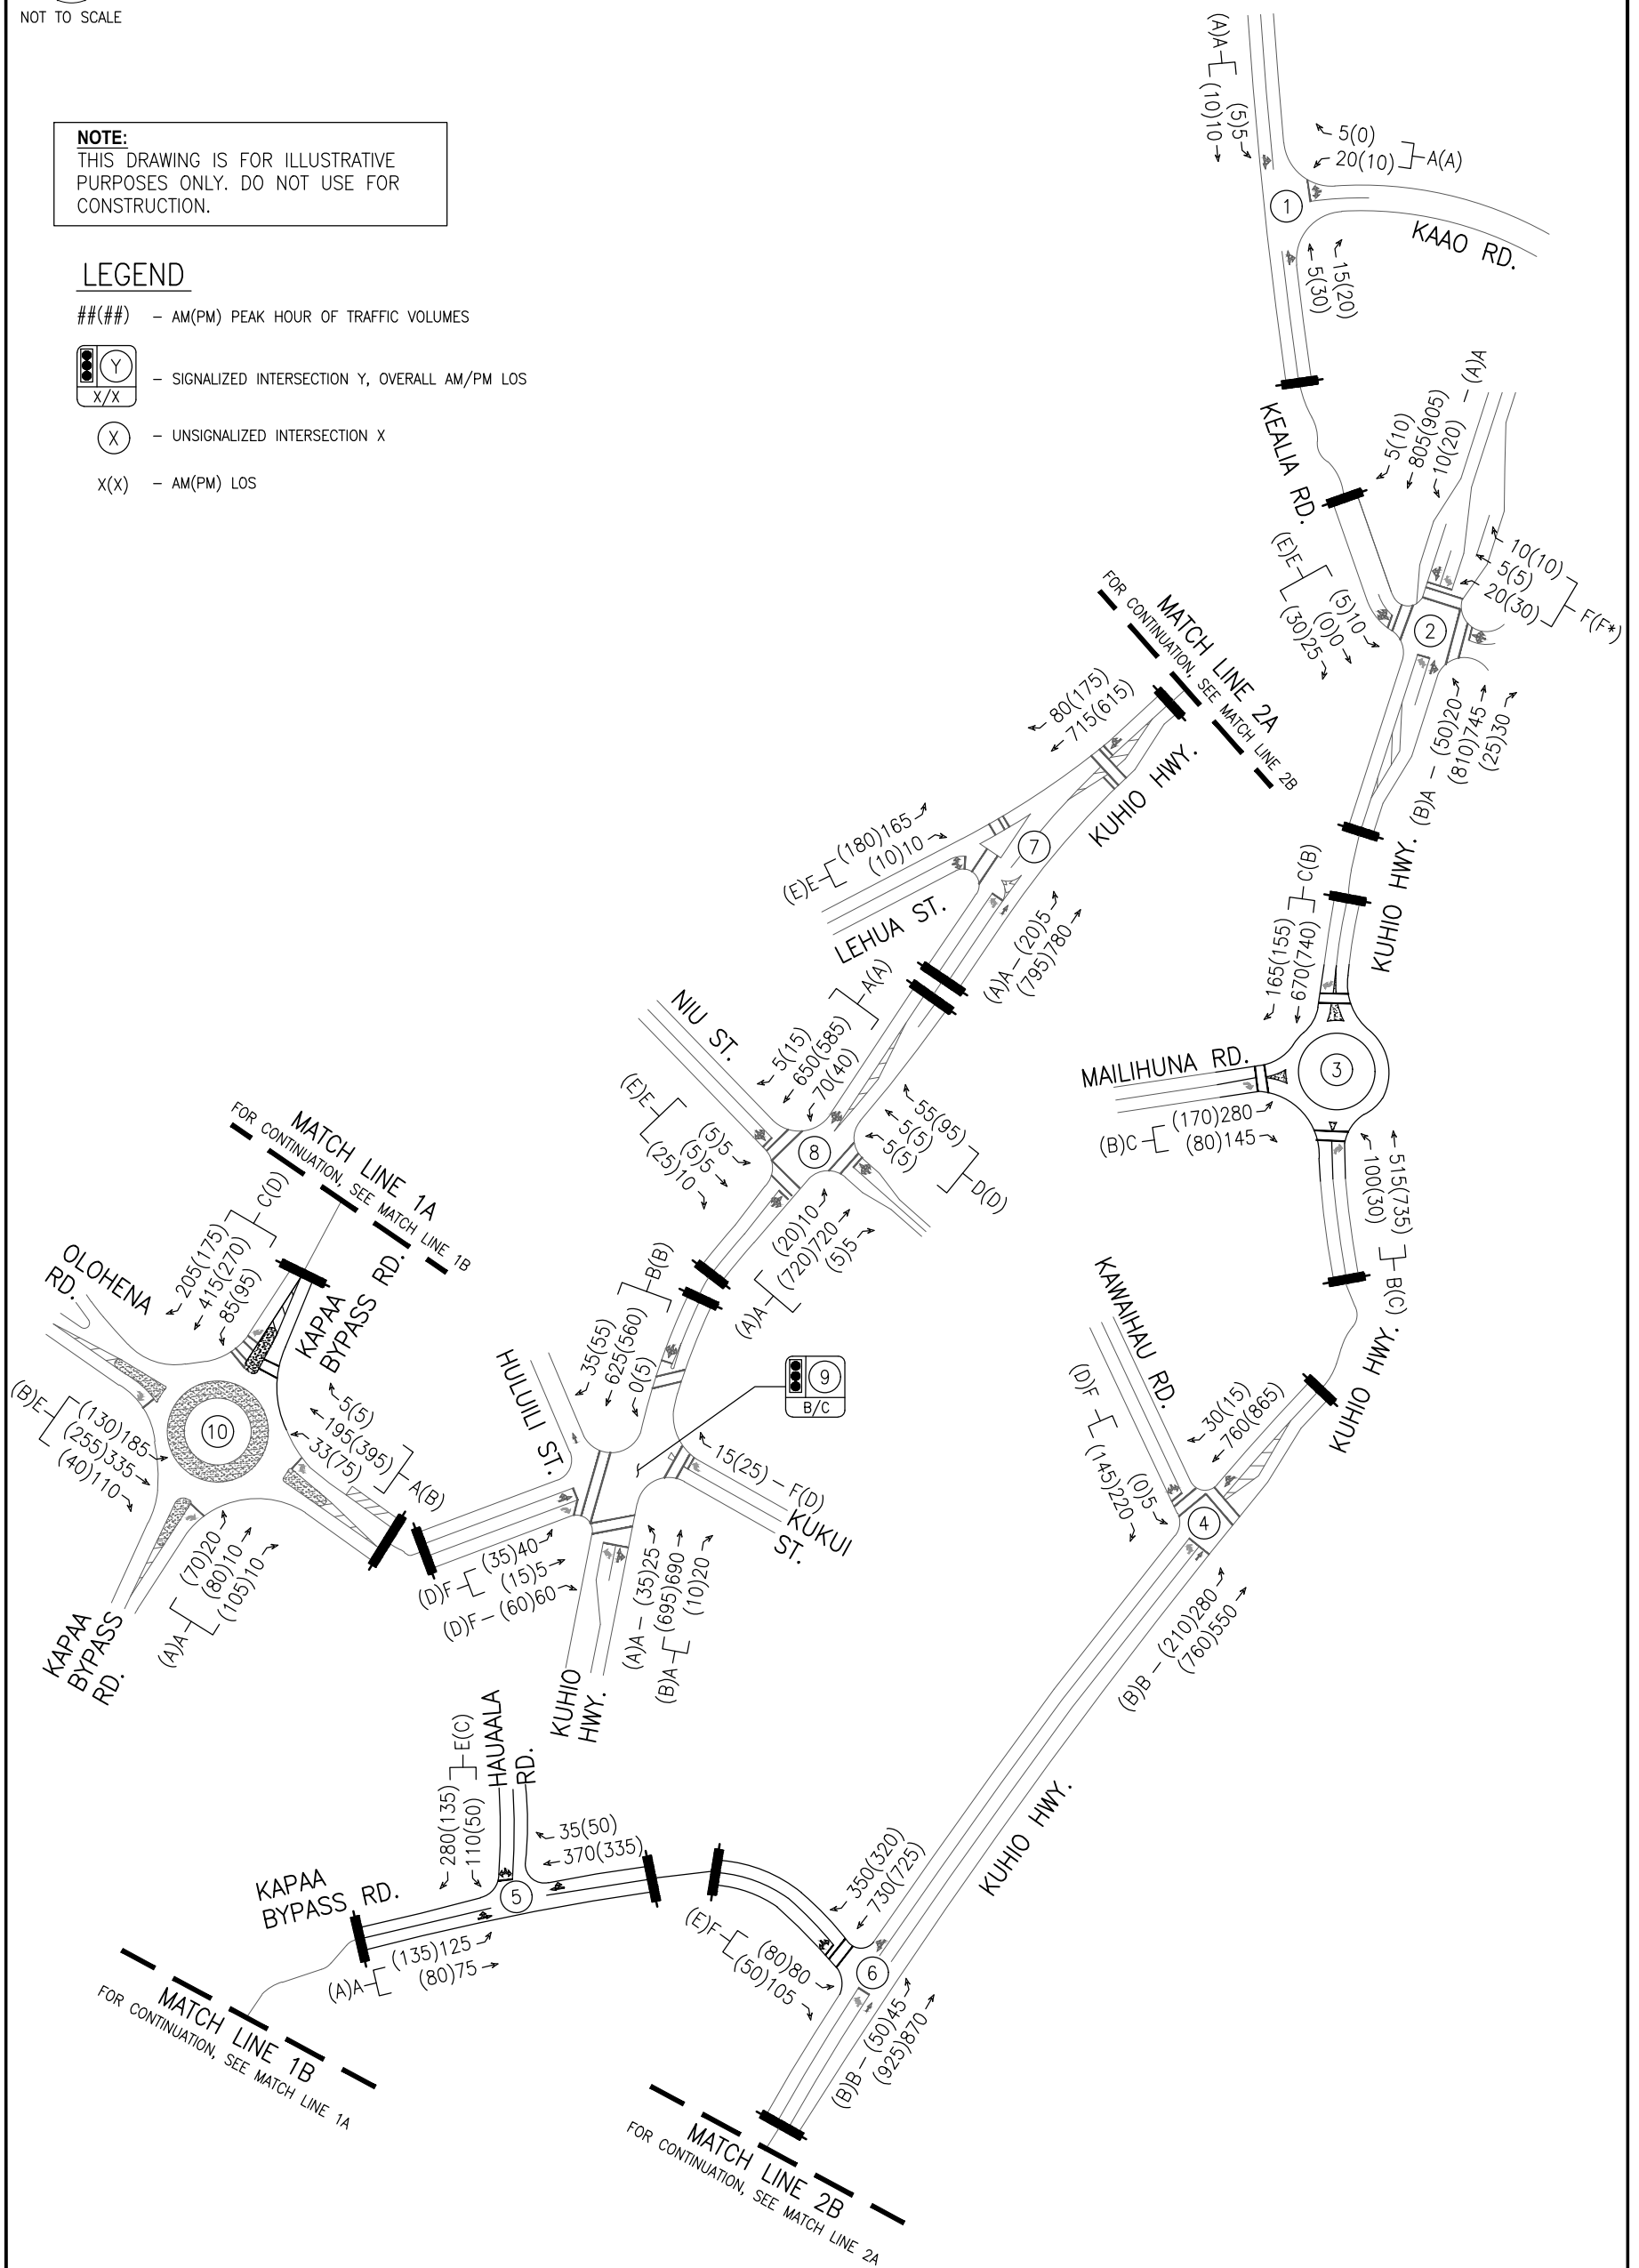 NOT TO SCALE
NOTE:
THIS DRAWING IS FOR ILLUSTRATIVE
PURPOSES ONLY. DO NOT USE FOR
CONSTRUCTION.
LEGEND
##(##) – AM(PM) PEAK HOUR OF TRAFFIC VOLUMES
Y
X/X
– SIGNALIZED INTERSECTION Y, OVERALL AM/PM LOS
X – UNSIGNALIZED INTERSECTION X
X(X) – AM(PM) LOS
(A)A
(5)5
(10)10
5(0)
20(10)
A(A)
1
KAAO RD.
5(30)
15(20)
KEALIA RD.
5(10)
805(905)
10(20) – (A)A
(E)E
(5)10
(0)0
(30)25
10(10)
5(5)
20(30)
F(F*)
2
(B)A – (50)20
(810)745
(25)30
KUHIO HWY.
165(155)
670(740)
C(B)
MAILIHUNA RD.
3
(B)C
(170)280
(80)145
515(735)
100(30)
B(C)
KUHIO HWY.
KAWAIHAU RD.
(D)F
(0)5
(145)220
30(15)
760(865)
4
(B)B – (210)280
(760)550
KUHIO HWY.
MATCH LINE 2A
FOR CONTINUATION, SEE MATCH LINE 2B
80(175)
715(615)
KUHIO HWY.
(E)E
(180)165
(10)10
7
LEHUA ST.
(A)A – (20)5
(795)780
NIU ST.
5(15)
650(585)
70(40)
A(A)
(E)E
(5)5
(5)5
(25)10
8
55(95)
5(5)
5(5)
D(D)
(A)A
(20)10
(720)720
(5)5
MATCH LINE 1A
FOR CONTINUATION, SEE MATCH LINE 1B
OLOHENA
RD.
205(175)
415(270)
85(95)
C(D)
KAPAA
BYPASS RD.
(B)E
(130)185
(255)335
(40)110
10
5(5)
195(395)
33(75)
A(B)
(A)A
(70)20
(80)10
(105)10
KAPAA
BYPASS
RD.
HULUILI ST.
35(55)
625(560)
0(5)
B(B)
9
B/C
15(25) – F(D)
KUKUI
ST.
(D)F
(35)40
(15)5
(D)F – (60)60
(A)A – (35)25
(B)A
(695)690
(10)20
KUHIO
HWY.
HAUAALA
RD.
280(135)
110(50)
E(C)
35(50)
370(335)
KAPAA
BYPASS RD.
5
(A)A
(135)125
(80)75
MATCH LINE 1B
FOR CONTINUATION, SEE MATCH LINE 1A
350(320)
730(725)
(E)F
(80)80
(50)105
6
(B)B – (50)45
(925)870
MATCH LINE 2B
FOR CONTINUATION, SEE MATCH LINE 2A